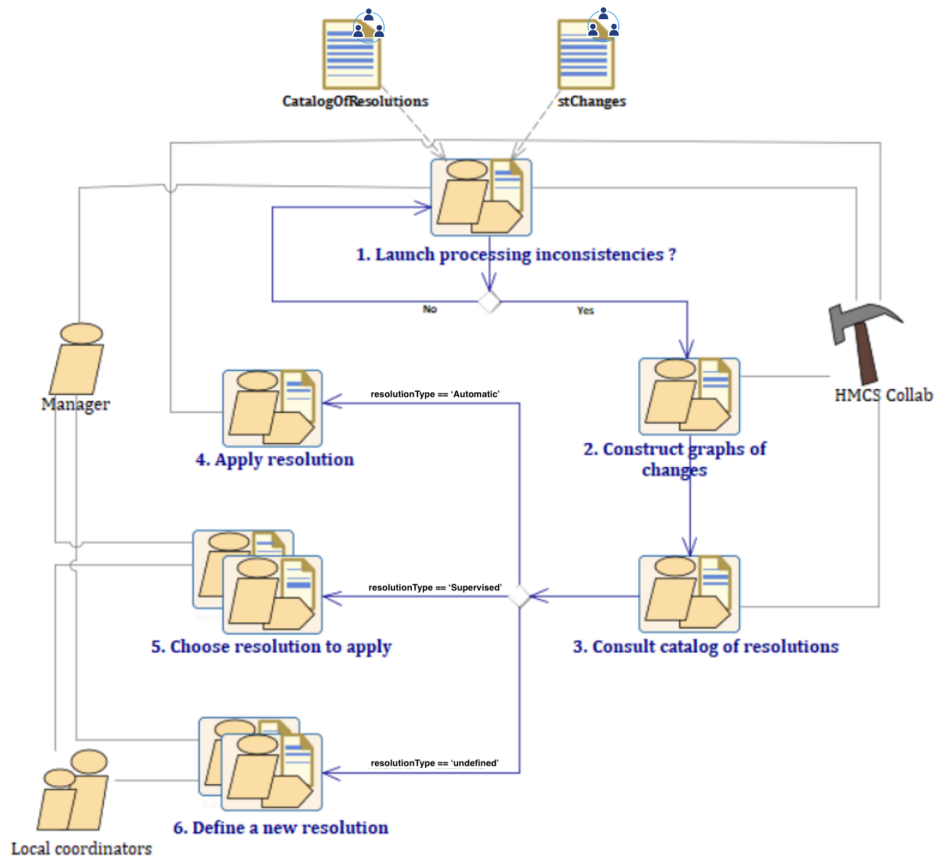 CatalogOfResolutions
stChanges
1. Launch processing inconsistencies ?
No
Yes
Manager
HMCS Collab
resolutionType == ‘Automatic’
4. Apply resolution
2. Construct graphs of
changes
resolutionType == ‘Supervised’
5. Choose resolution to apply
3. Consult catalog of resolutions
resolutionType == ‘undefined’
6. Define a new resolution
Local coordinators